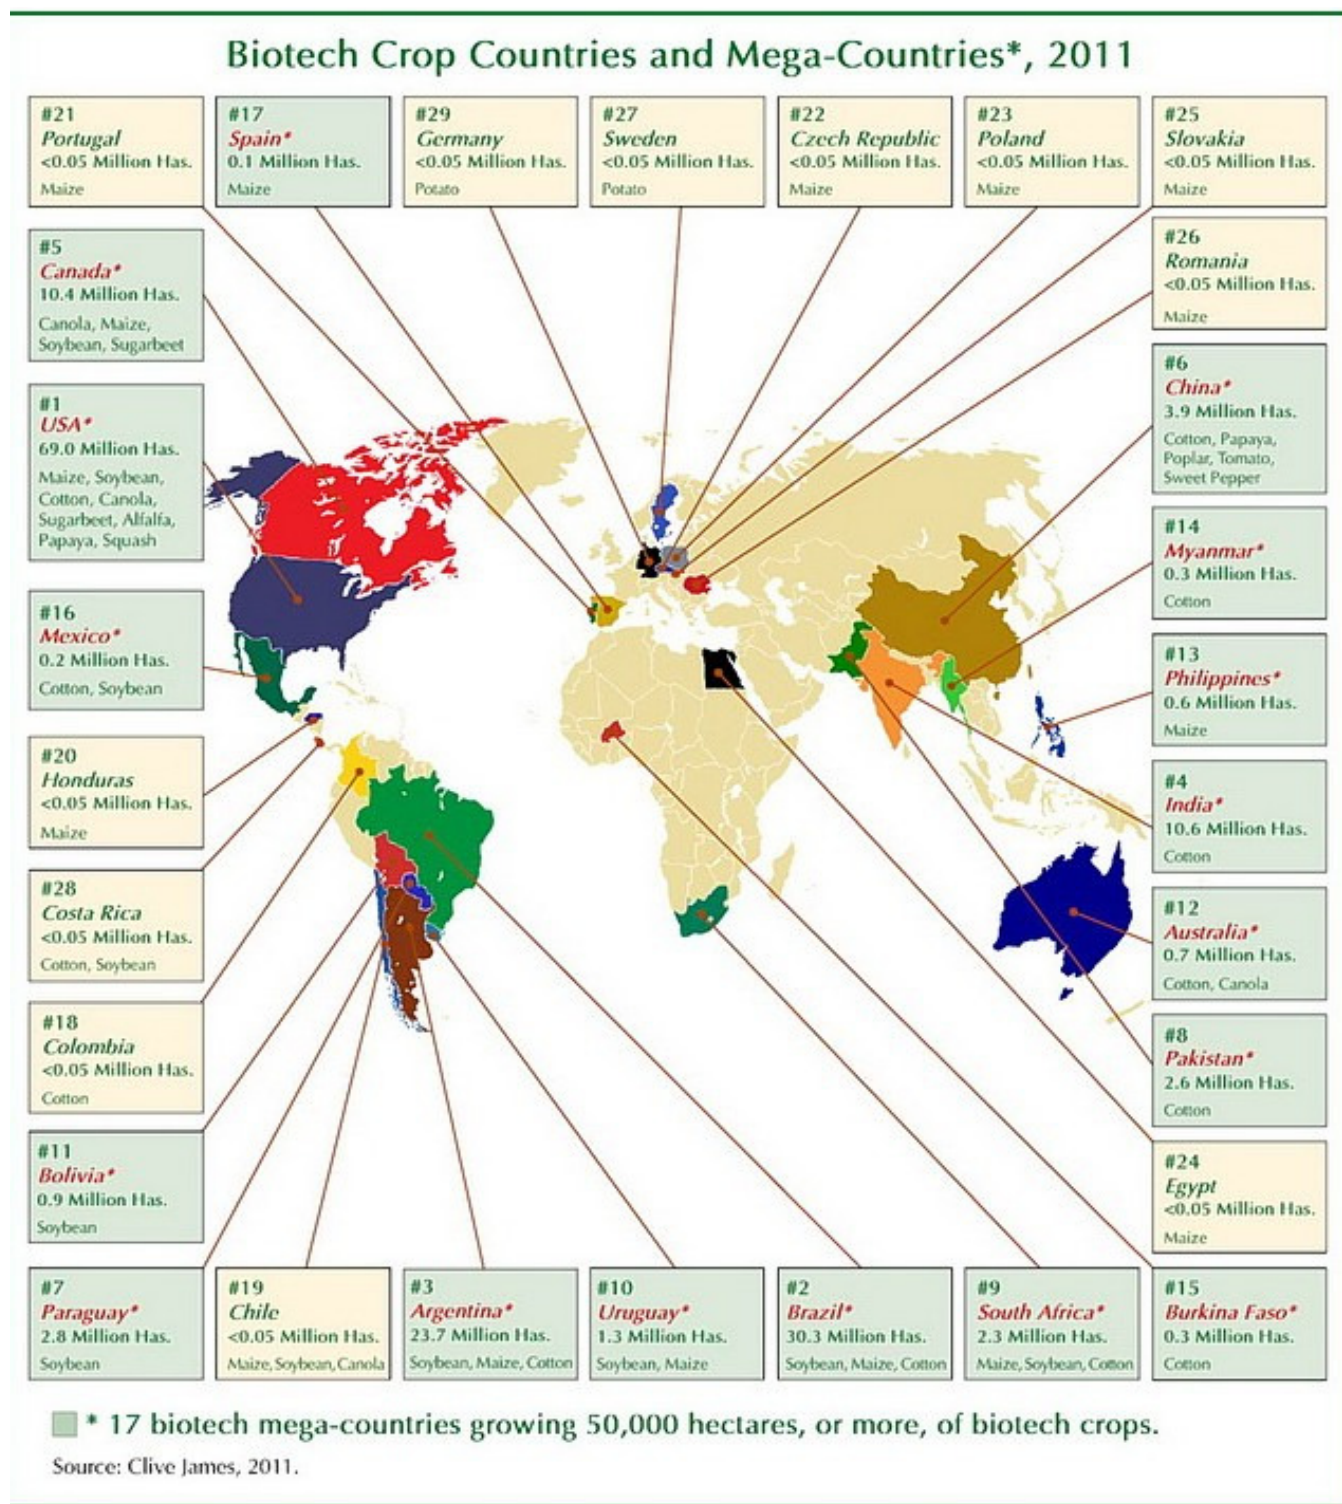 Biotech Crop Countries and Mega-Countries*, 2011
#21
Portugal
<0.05 Million Has.
Maize
#17
Spain*
0.1 Million Has.
Maize
#29
Germany
<0.05 Million Has.
Potato
#27
Sweden
<0.05 Million Has.
Potato
#22
Czech Republic
<0.05 Million Has.
Maize
#23
Poland
<0.05 Million Has.
Maize
#25
Slovakia
<0.05 Million Has.
Maize
#5
Canada*
10.4 Million Has.
Canola, Maize,
Soybean, Sugarbeet
#1
USA*
69.0 Million Has.
Maize, Soybean,
Cotton, Canola,
Sugarbeet, Alfalfa,
Papaya, Squash
#16
Mexico*
0.2 Million Has.
Cotton, Soybean
#20
Honduras
<0.05 Million Has.
Maize
#28
Costa Rica
<0.05 Million Has.
Cotton, Soybean
#18
Colombia
<0.05 Million Has.
Cotton
#11
Bolivia*
0.9 Million Has.
Soybean
#26
Romania
<0.05 Million Has.
Maize
#6
China*
3.9 Million Has.
Cotton, Papaya,
Poplar, Tomato,
Sweet Pepper
#14
Myanmar*
0.3 Million Has.
Cotton
#13
Philippines*
0.6 Million Has.
Maize
#4
India*
10.6 Million Has.
Cotton
#12
Australia*
0.7 Million Has.
Cotton, Canola
#8
Pakistan*
2.6 Million Has.
Cotton
#24
Egypt
<0.05 Million Has.
Maize
#7
Paraguay*
2.8 Million Has.
Soybean
#19
Chile
<0.05 Million Has.
Maize, Soybean, Canola
#3
Argentina*
23.7 Million Has.
Soybean, Maize, Cotton
#10
Uruguay*
1.3 Million Has.
Soybean, Maize
#2
Brazil*
30.3 Million Has.
Soybean, Maize, Cotton
#9
South Africa*
2.3 Million Has.
Maize, Soybean, Cotton
#15
Burkina Faso*
0.3 Million Has.
Cotton
* 17 biotech mega-countries growing 50,000 hectares, or more, of biotech crops.
Source: Clive James, 2011.